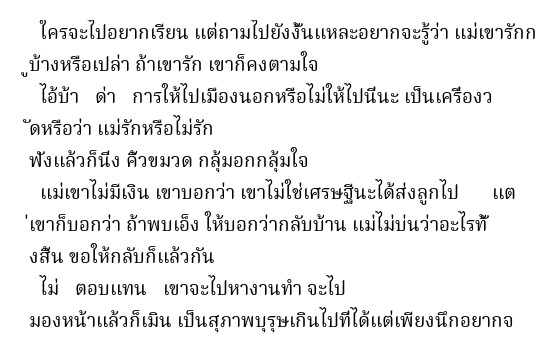 ใครจะไปอยากเรียน แต่ถามไปยังงั้นแหละอยากจะรู้ว่า แม่เขารักก
ูบ้างหรือเปล่า ถ้าเขารัก เขาก็คงตามใจ
ไอ้บ้า ด่า การให้ไปเมืองนอกหรือไม่ให้ไปนี่นะ เป็นเครื่องว
ัดหรือว่า แม่รักหรือไม่รัก
ฟังแล้วก็นิ่ง คิ้วขมวด กลุ้มอกกลุ้มใจ
แม่เขาไม่มีเงิน เขาบอกว่า เขาไม่ใช่เศรษฐีนะได้ส่งลูกไป แต
่เขาก็บอกว่า ถ้าพบเอ็ง ให้บอกว่ากลับบ้าน แม่ไม่บ่นว่าอะไรทั้
งสิ้น ขอให้กลับก็แล้วกัน
ไม่ ตอบแทน เขาจะไปหางานทำ จะไป
มองหน้าแล้วก็เมิน เป็นสุภาพบุรุษเกินไปที่ได้แต่เพียงนึกอยากจ